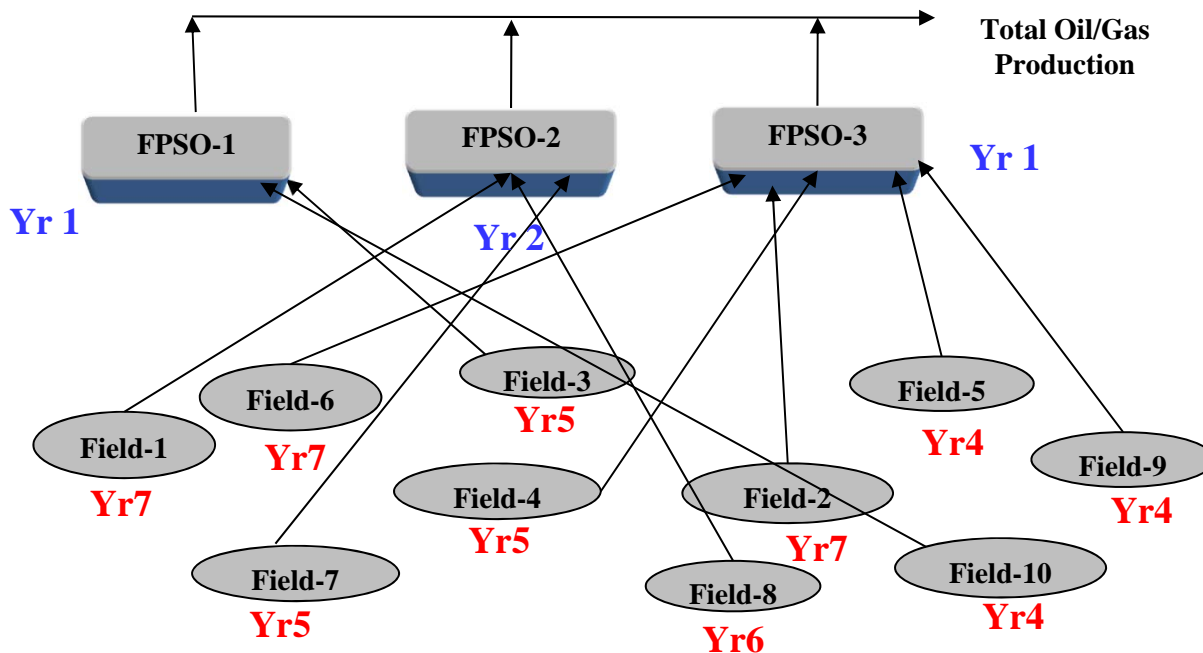 Total Oil/Gas
Production
FPSO-1
FPSO-2
FPSO-3
Yr 1
Yr 1
Yr 2
Field-3
Yr5
Field-5
Yr4
Field-6
Yr7
Field-1
Yr7
Field-9
Yr4
Field-4
Yr5
Field-2
Yr7
Field-7
Yr5
Field-8
Yr6
Field-10
Yr4